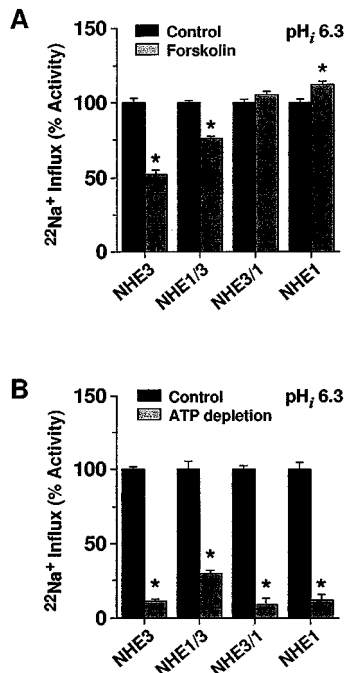 A
150
100
50
0
²²Na⁺ Influx (% Activity)
Control
Forskolin
pHᵢ 6.3
*
*
*
NHE3
NHE1/3
NHE3/1
NHE1
B
150
100
50
0
²²Na⁺ Influx (% Activity)
Control
ATP depletion
pHᵢ 6.3
*
*
*
*
NHE3
NHE1/3
NHE3/1
NHE1